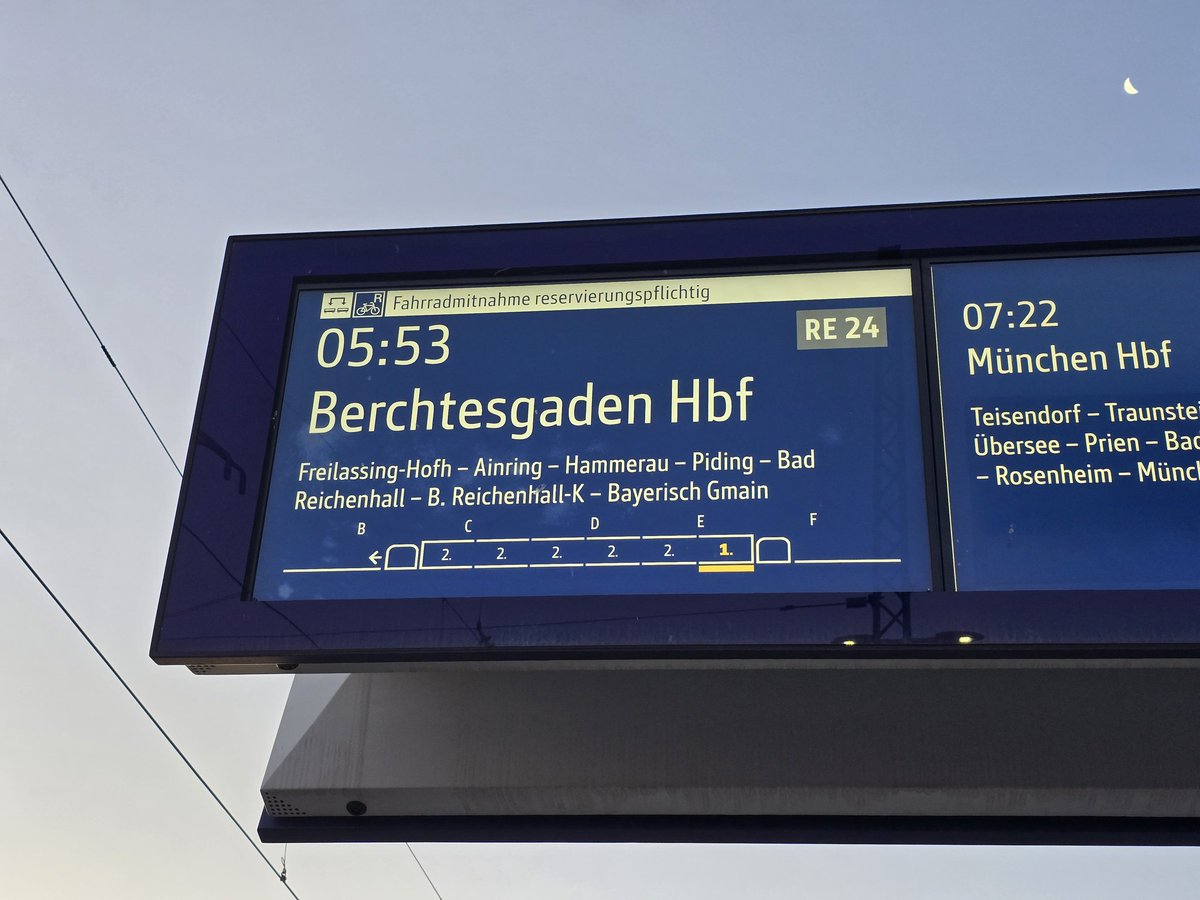 R Fahrradmitnahme reservierungspflichtig
05:53
RE 24
Berchtesgaden Hbf
Freilassing-Hofh – Ainring – Hammerau – Piding – Bad
Reichenhall – B. Reichenhall-K – Bayerisch Gmain
B C D E F
2. 2. 2. 2. 2. 1.
07:22
München Hbf
Teisendorf – Traunstei
Übersee – Prien – Bad
– Rosenheim – Münch